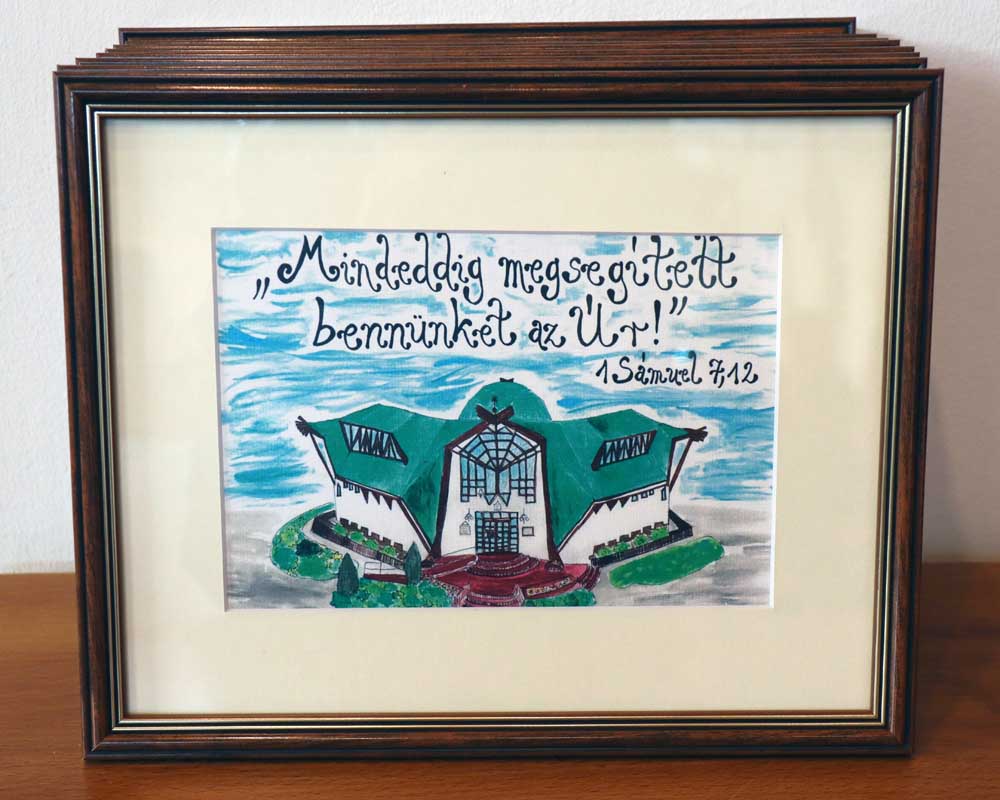 „Mindeddig megsegített
bennünket az Úr!”
1 Sámuel 7,12